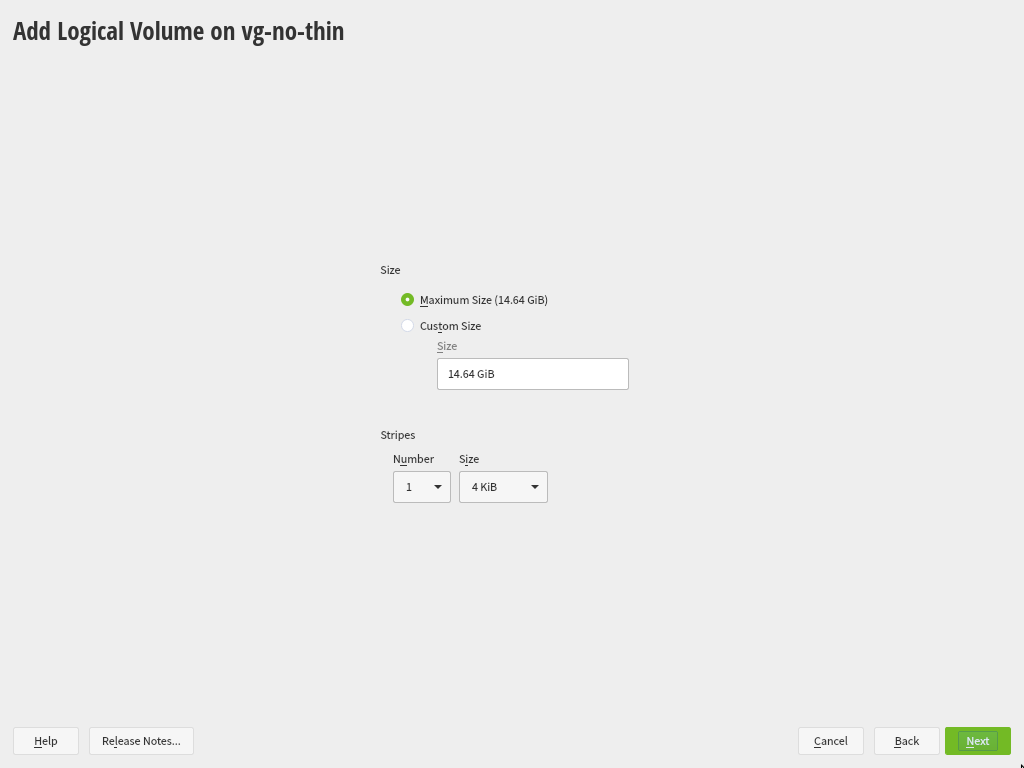 Add Logical Volume on vg-no-thin
Size
Maximum Size (14.64 GiB)
Custom Size
Size
14.64 GiB
Stripes
Number Size
1 4 KiB
Help Release Notes... Cancel Back Next